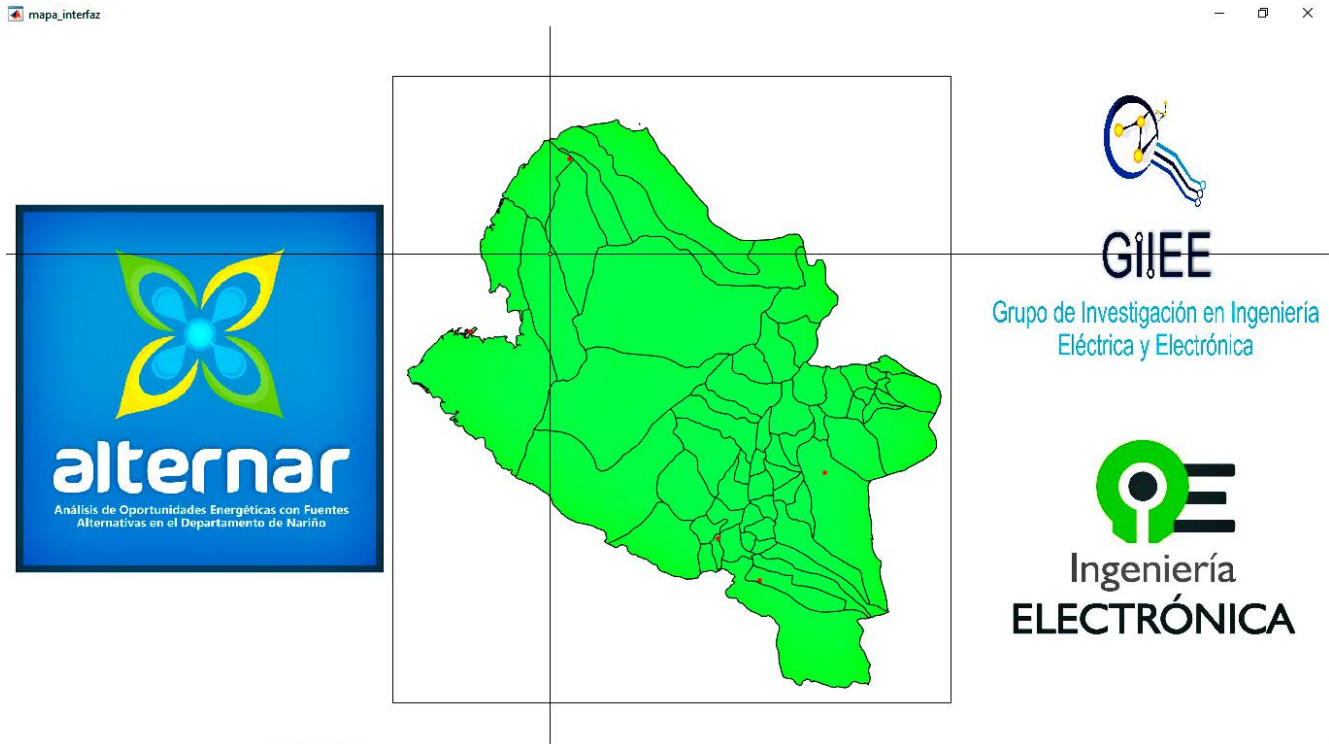 mapa_interfaz
alternar
Análisis de Oportunidades Energéticas con Fuentes
Alternativas en el Departamento de Nariño
GIIEE
Grupo de Investigación en Ingeniería
Eléctrica y Electrónica
Ingeniería
ELECTRÓNICA